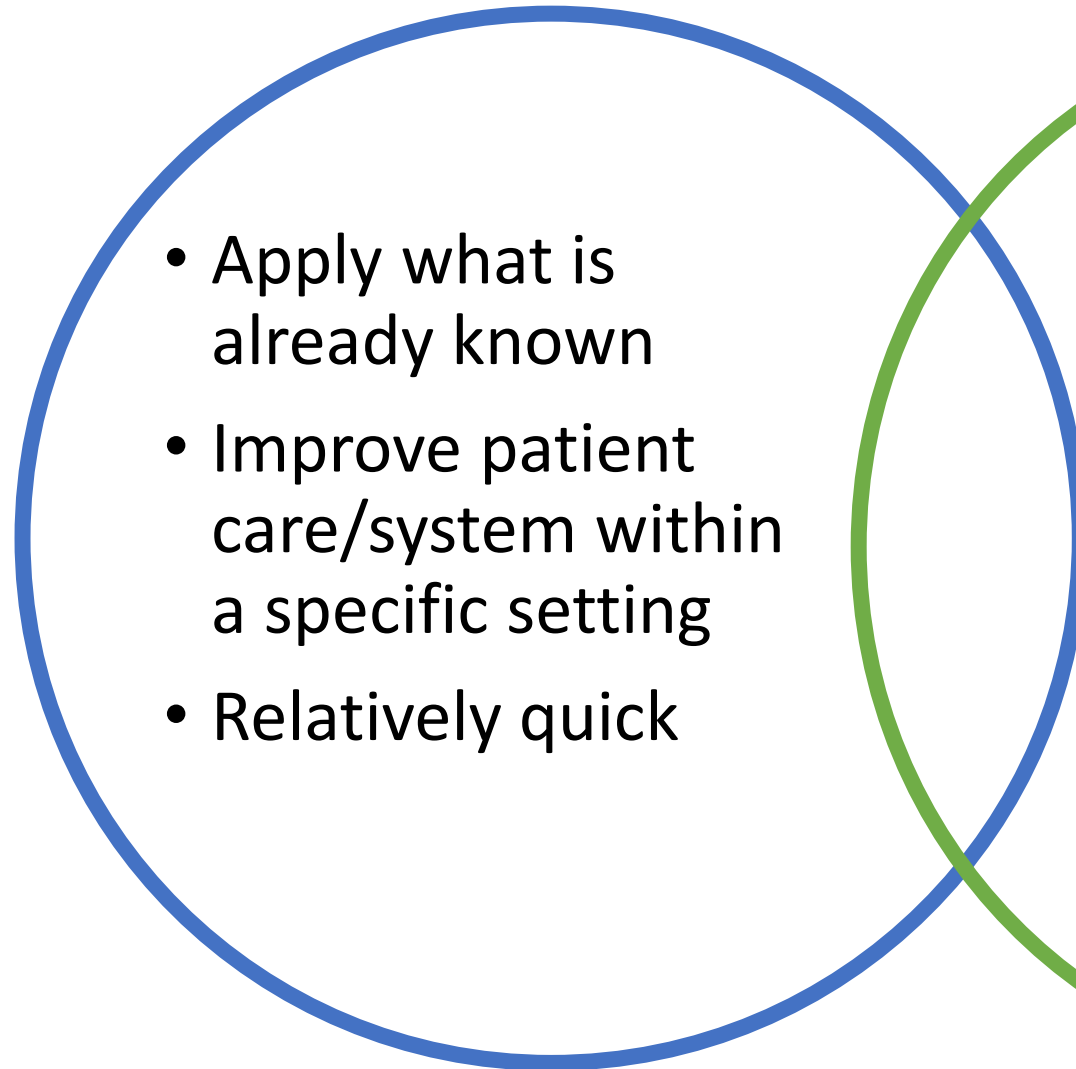 • Apply what is
already known
• Improve patient
care/system within
a specific setting
• Relatively quick